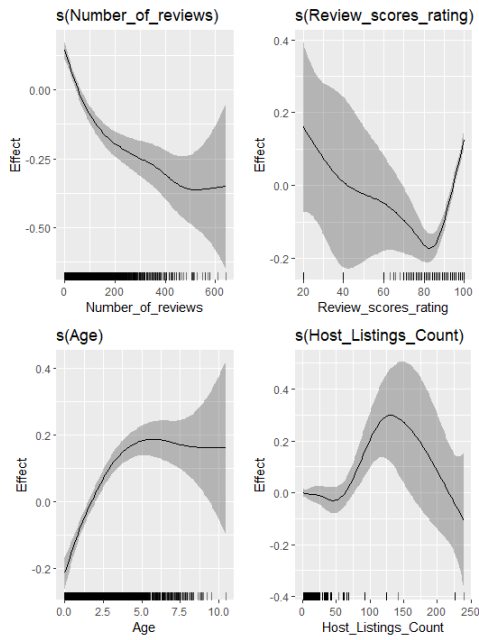 s(Number_of_reviews)
Effect
0.00
-0.25
-0.50
0 200 400 600
Number_of_reviews
s(Review_scores_rating)
Effect
0.4
0.2
0.0
-0.2
20 40 60 80 100
Review_scores_rating
s(Age)
Effect
0.4
0.2
0.0
-0.2
0.0 2.5 5.0 7.5 10.0
Age
s(Host_Listings_Count)
Effect
0.4
0.2
0.0
-0.2
-0.4
0 50 100 150 200 250
Host_Listings_Count